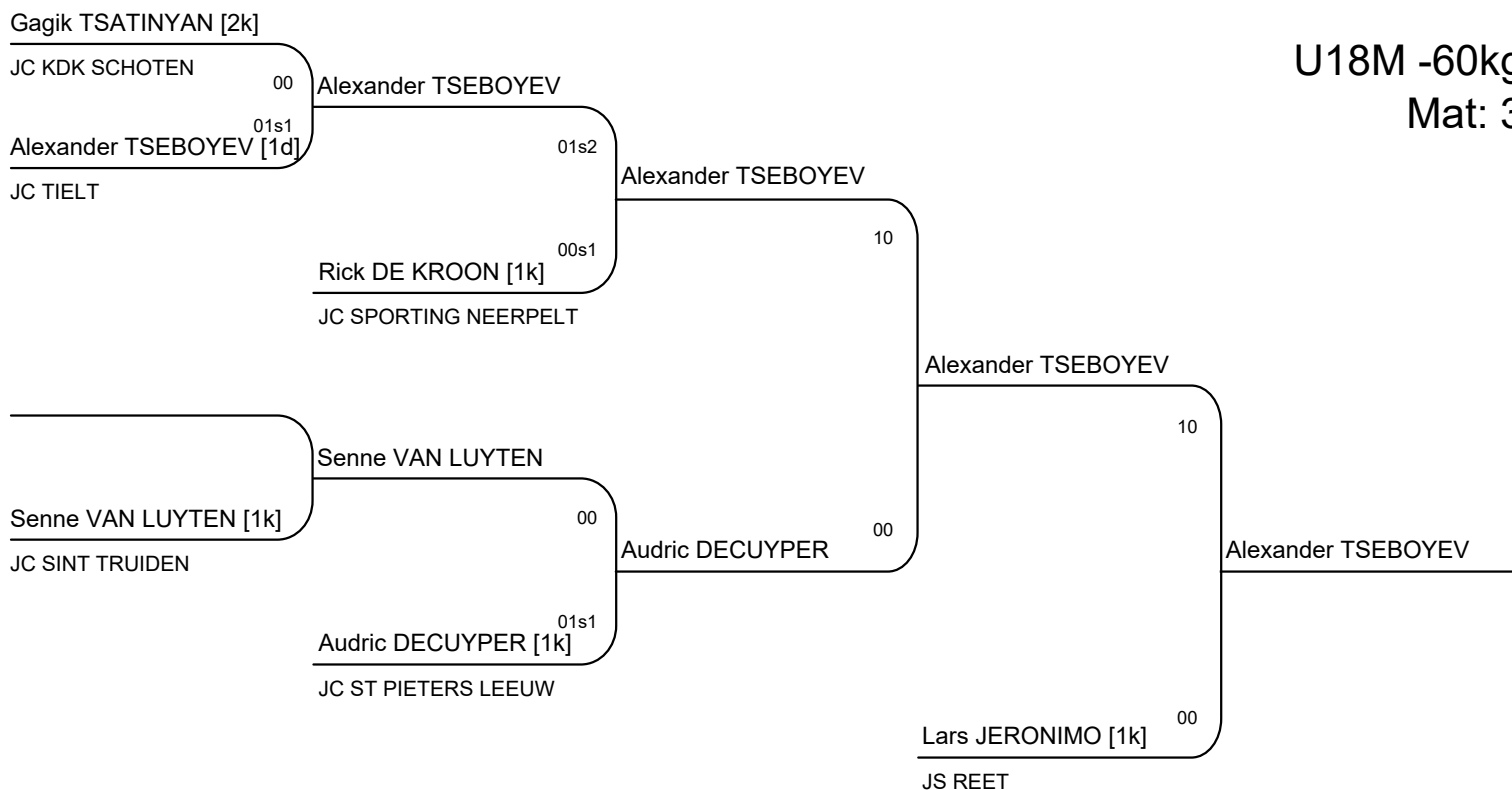 Gagik TSATINYAN [2k]
JC KDK SCHOTEN
00
Alexander TSEBOYEV
U18M -60kg
Mat: 3
01s1
Alexander TSEBOYEV [1d]
JC TIELT
01s2
Alexander TSEBOYEV
00s1
Rick DE KROON [1k]
JC SPORTING NEERPELT
10
Alexander TSEBOYEV
10
Senne VAN LUYTEN
Senne VAN LUYTEN [1k]
JC SINT TRUIDEN
00
Audric DECUYPER
00
Alexander TSEBOYEV
01s1
Audric DECUYPER [1k]
JC ST PIETERS LEEUW
00
Lars JERONIMO [1k]
JS REET